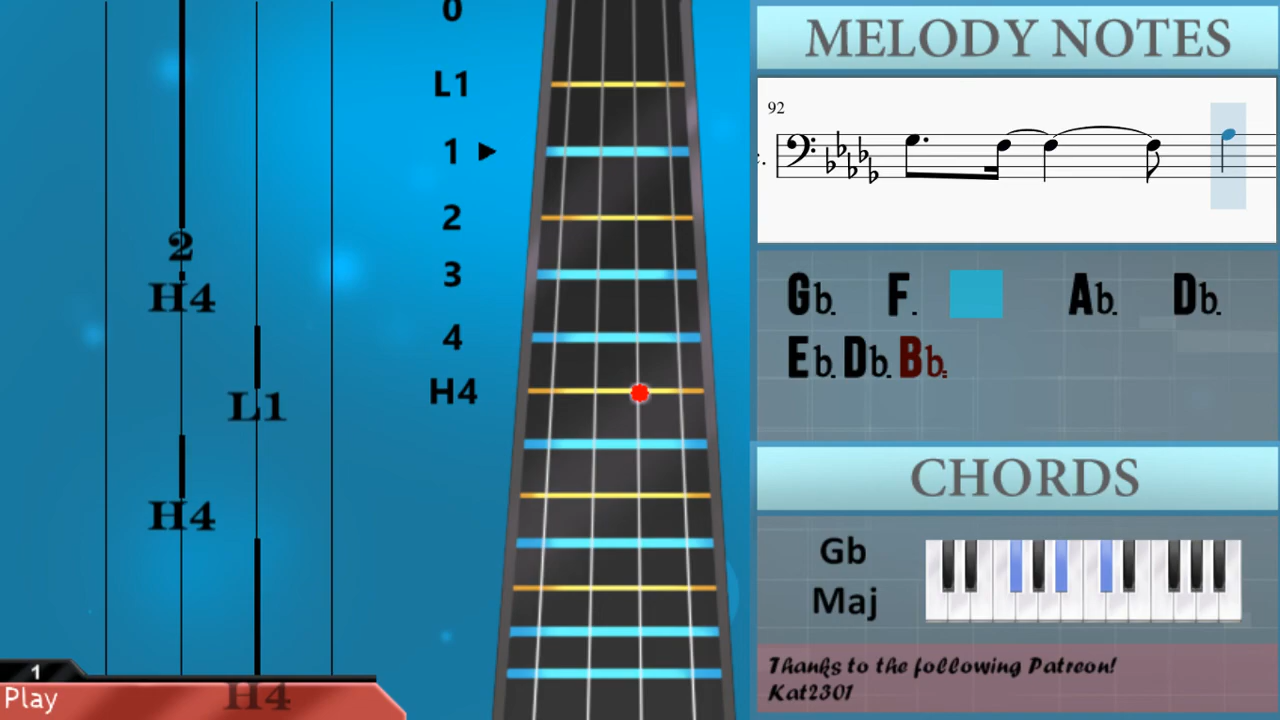 0
L1
1
2
3
4
H4
2
H4
L1
H4
H4
1
Play
MELODY NOTES
92
Gb. F. Ab. Db.
Eb. Db. Bb.
CHORDS
Gb
Maj
Thanks to the following Patreon!
Kat2301